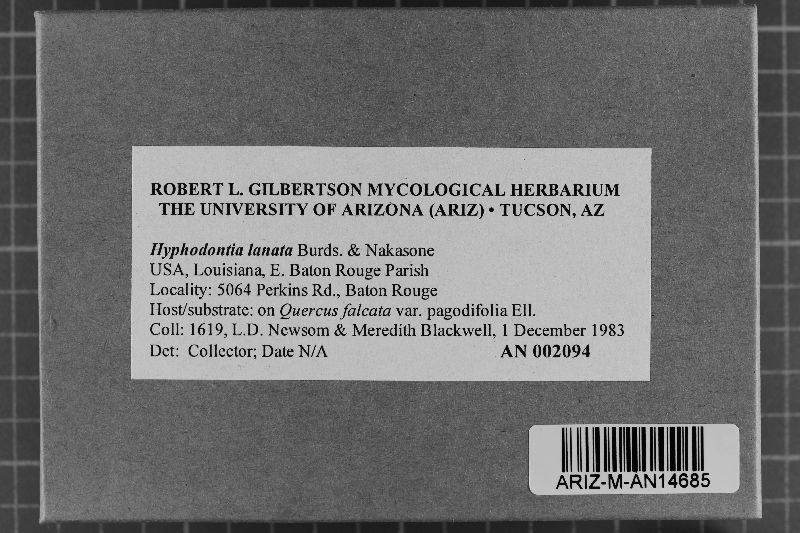 ROBERT L. GILBERTSON MYCOLOGICAL HERBARIUM
THE UNIVERSITY OF ARIZONA (ARIZ) • TUCSON, AZ
Hyphodontia lanata Burds. & Nakasone
USA, Louisiana, E. Baton Rouge Parish
Locality: 5064 Perkins Rd., Baton Rouge
Host/substrate: on Quercus falcata var. pagodifolia Ell.
Coll: 1619, L.D. Newsom & Meredith Blackwell, 1 December 1983
Det: Collector; Date N/A AN 002094
ARIZ-M-AN14685